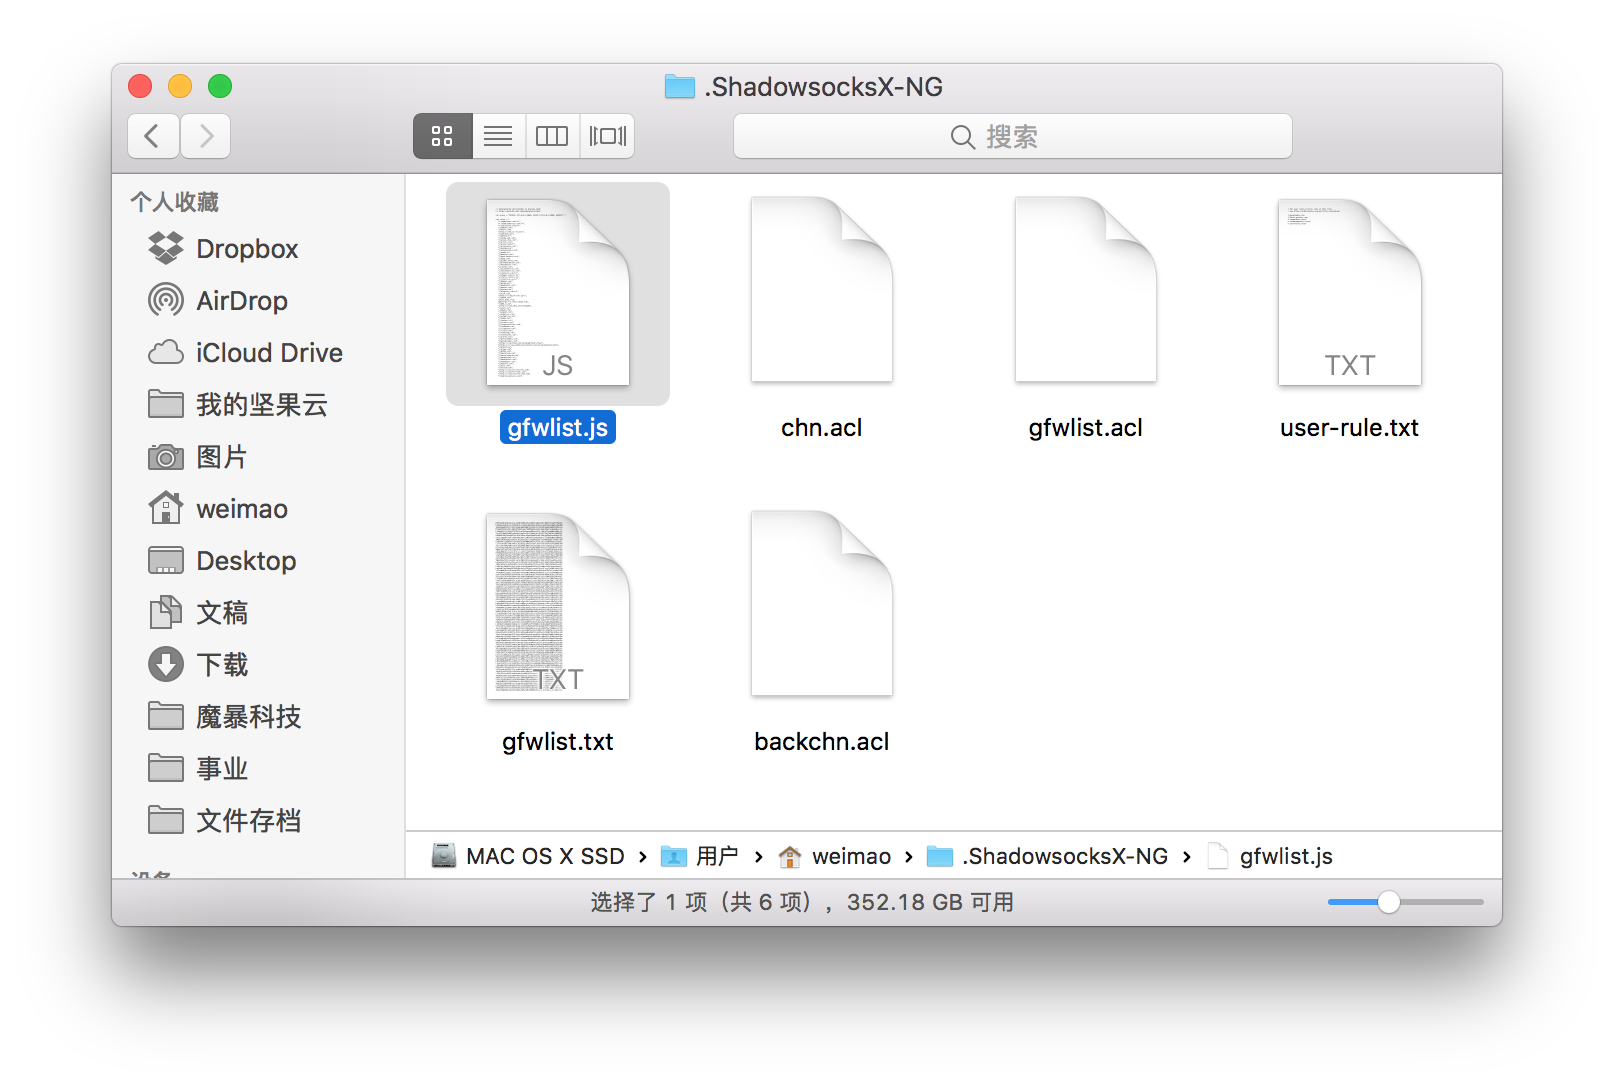 .ShadowsocksX-NG
搜索
个人收藏
Dropbox
AirDrop
iCloud Drive
我的坚果云
图片
weimao
Desktop
文稿
下载
魔暴科技
事业
文件存档
JS
gfwlist.js
chn.acl
gfwlist.acl
TXT
user-rule.txt
TXT
gfwlist.txt
backchn.acl
MAC OS X SSD › 用户 › weimao › .ShadowsocksX-NG › gfwlist.js
选择了 1 项（共 6 项）, 352.18 GB 可用